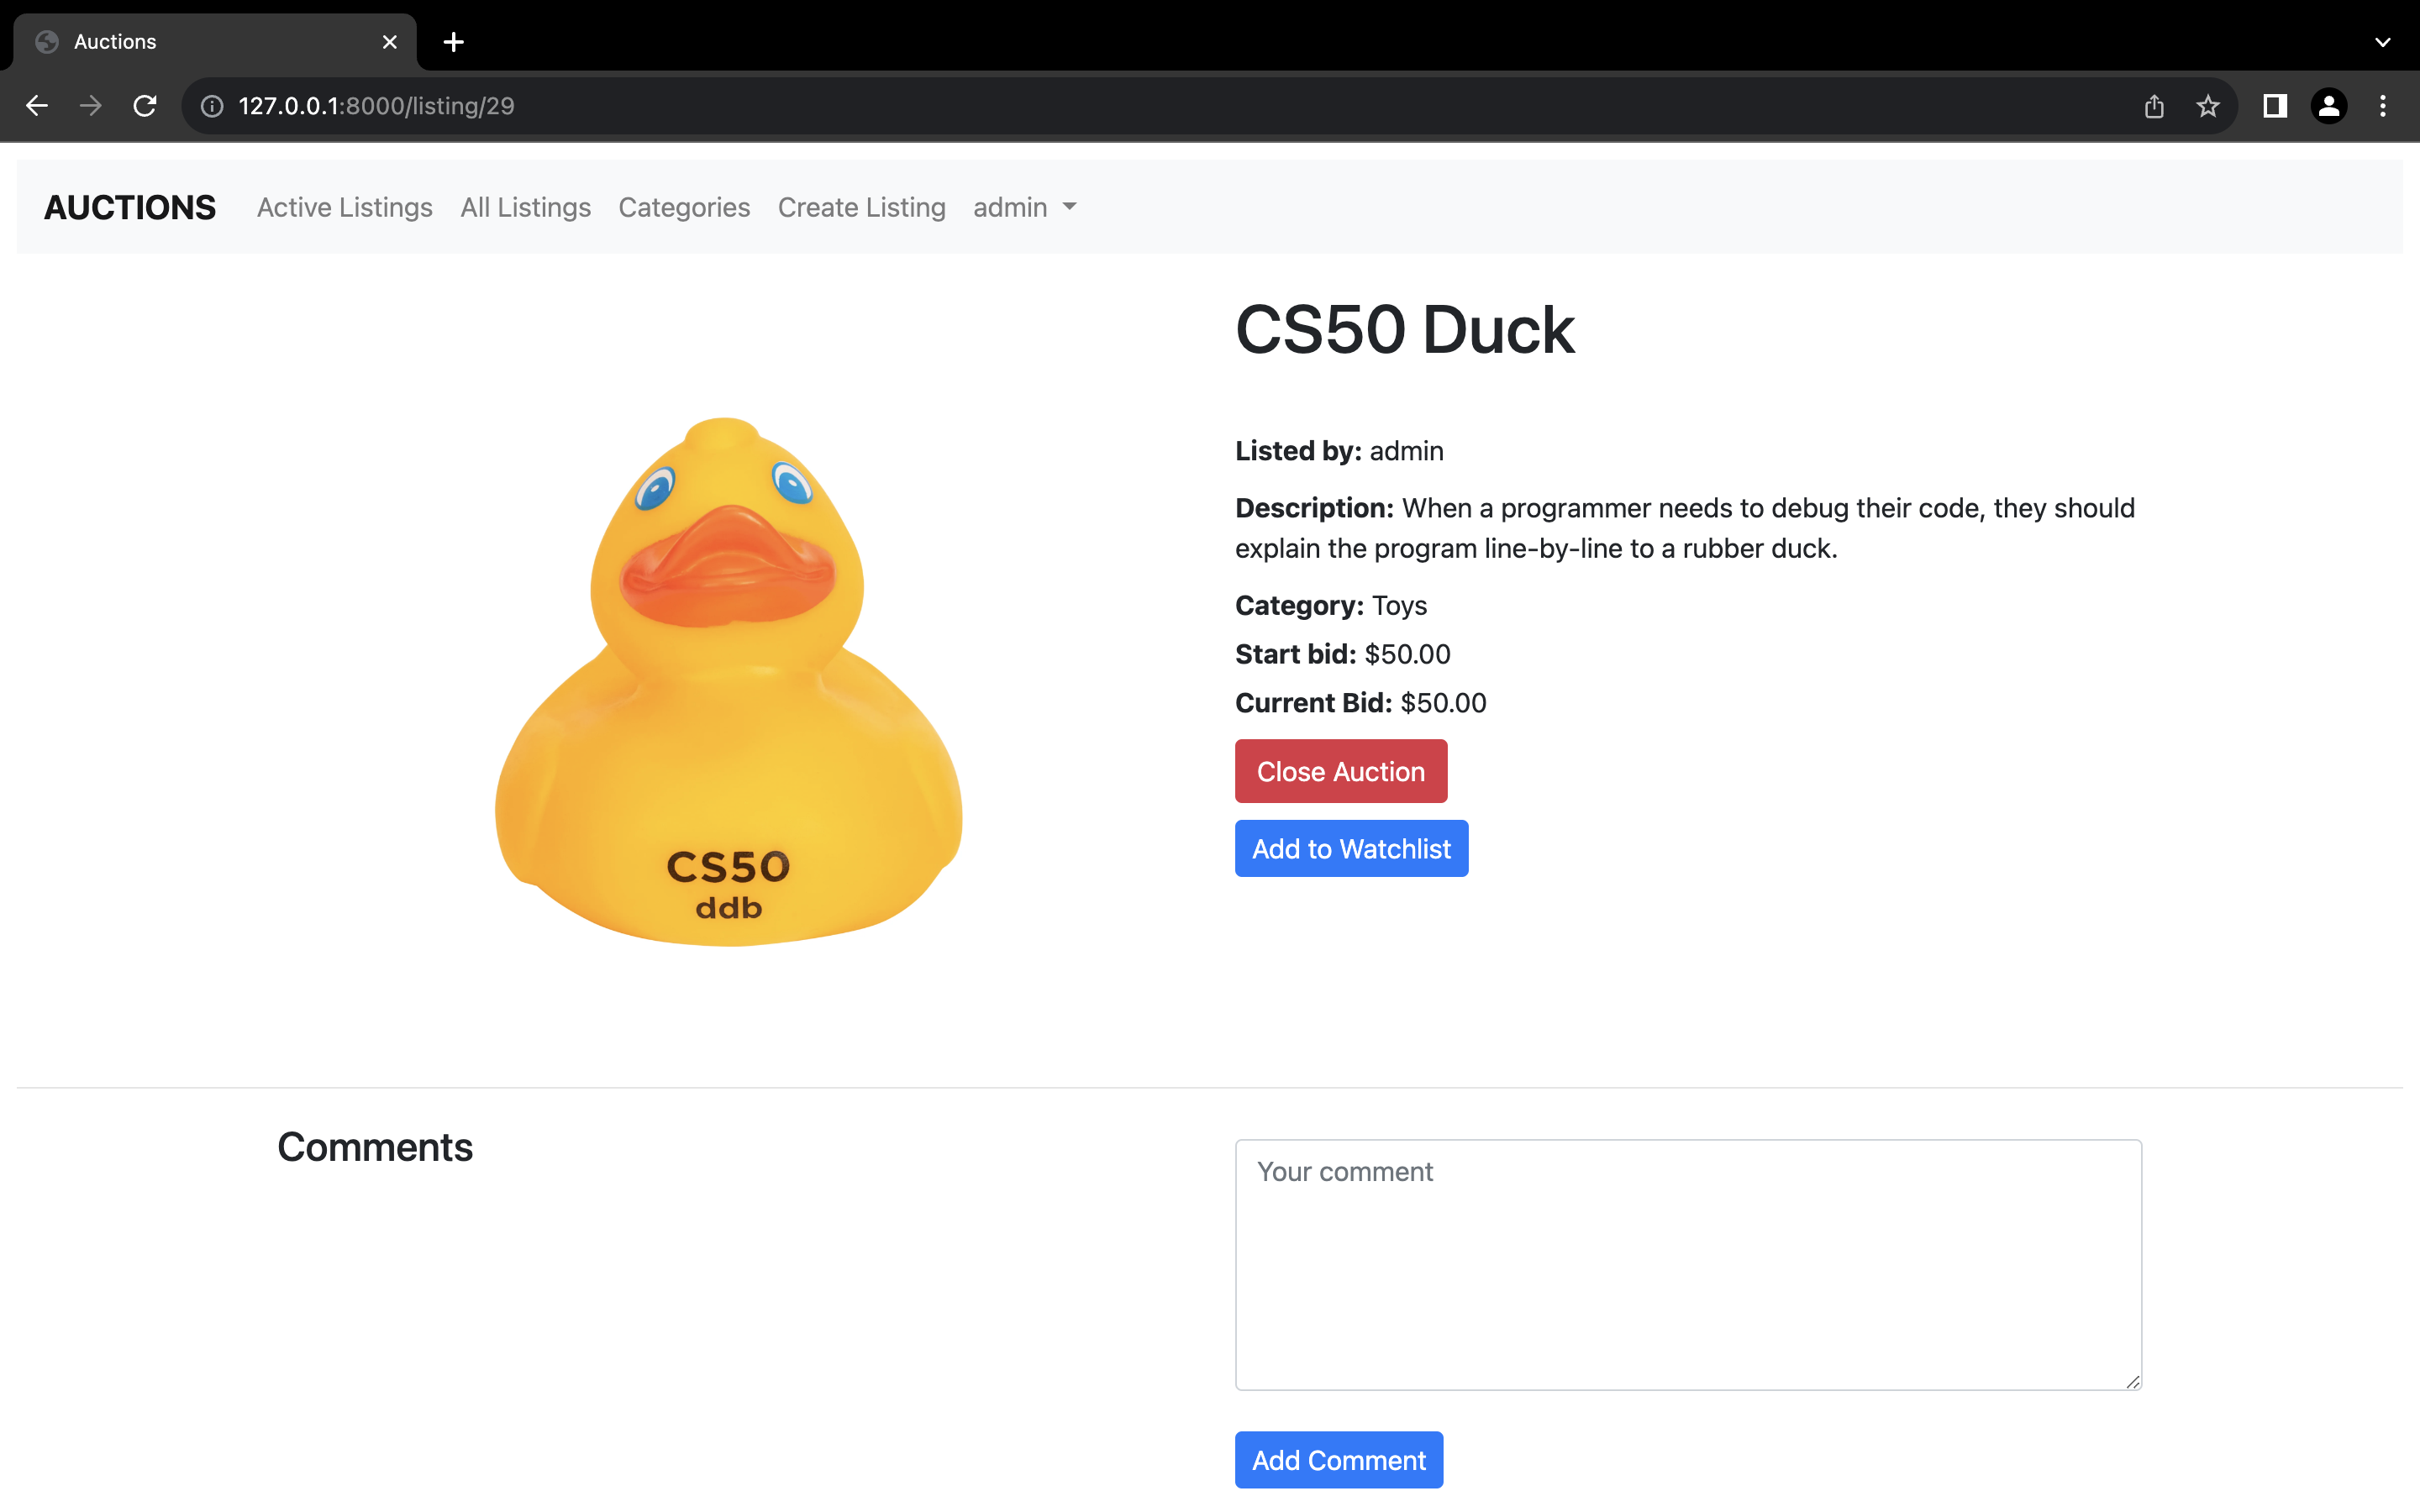 Auctions
127.0.0.1:8000/listing/29
AUCTIONS Active Listings All Listings Categories Create Listing admin
CS50 Duck
Listed by: admin
Description: When a programmer needs to debug their code, they should
explain the program line-by-line to a rubber duck.
Category: Toys
Start bid: $50.00
Current Bid: $50.00
Close Auction
Add to Watchlist
CS50
ddb
Comments
Your comment
Add Comment